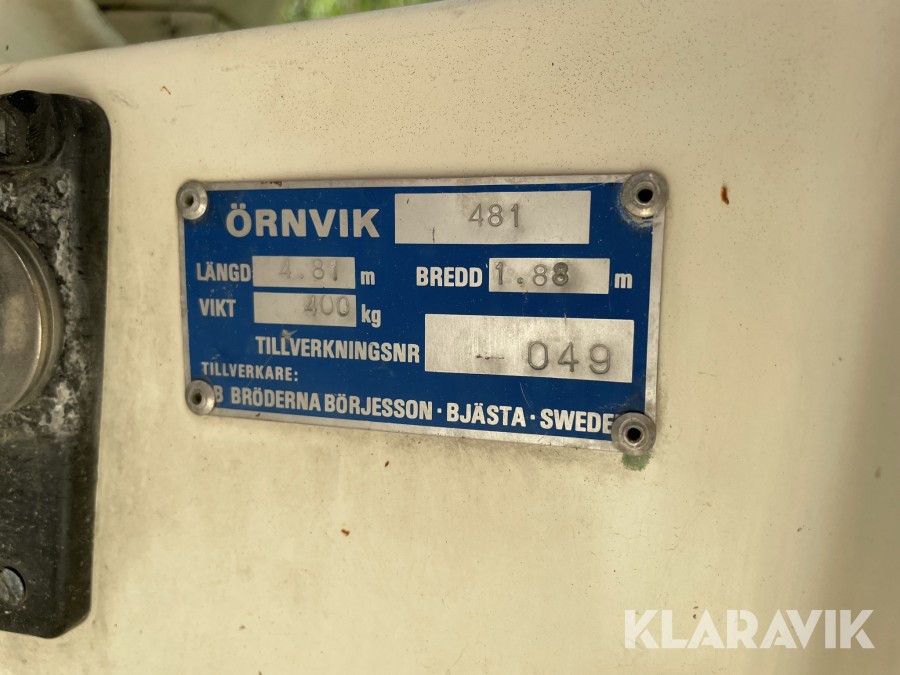 ÖRNVIK 481
LÄNGD 4.81 m BREDD 1.88 m
VIKT 400 kg
TILLVERKNINGSNR - 049
TILLVERKARE:
B BRÖDERNA BÖRJESSON · BJÄSTA · SWEDE
KLARAVIK